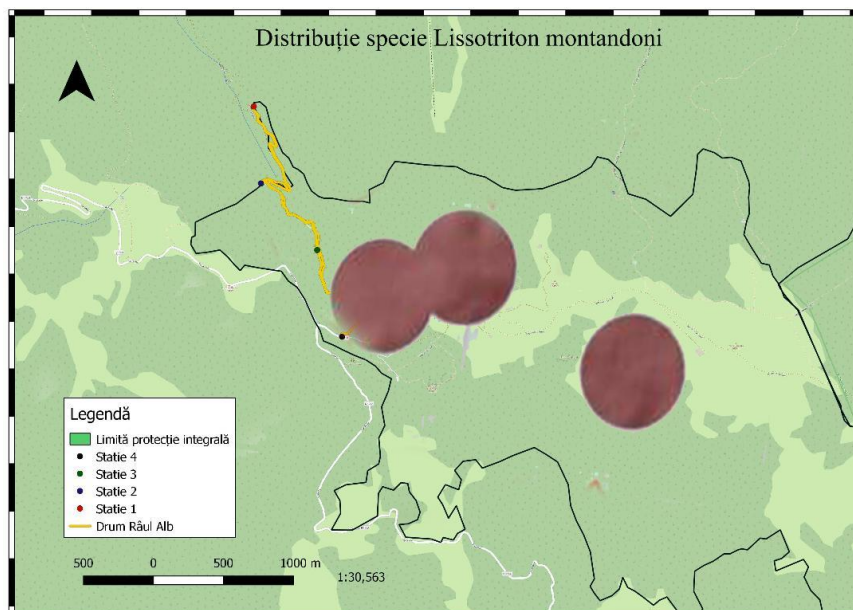 Distribuție specie Lissotriton montandoni
Legendă
Limită protecție integrală
Statie 4
Statie 3
Statie 2
Statie 1
Drum Râul Alb
500 0 500 1000 m
1:30,563